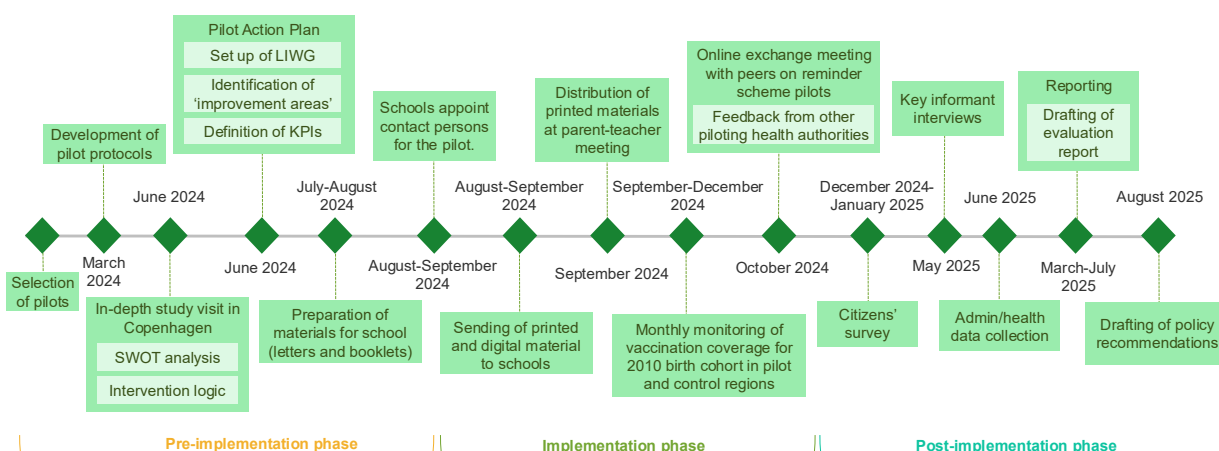 Pilot Action Plan
Set up of LIWG
Identification of
‘improvement areas’
Definition of KPIs
Development of
pilot protocols
Schools appoint
contact persons
for the pilot.
Distribution of
printed materials
at parent-teacher
meeting
Online exchange meeting
with peers on reminder
scheme pilots
Feedback from other
piloting health authorities
Key informant
interviews
Reporting
Drafting of
evaluation
report
June 2024
July-August
2024
August-September
2024
September-December
2024
December 2024-
January 2025
June 2025
August 2025
March
2024
June 2024
August-September
2024
September 2024
October 2024
May 2025
March-July
2025
Selection
of pilots
In-depth study visit in
Copenhagen
SWOT analysis
Intervention logic
Preparation of
materials for school
(letters and booklets)
Sending of printed
and digital material
to schools
Monthly monitoring of
vaccination coverage for
2010 birth cohort in pilot
and control regions
Citizens’
survey
Admin/health
data collection
Drafting of policy
recommendations
Pre-implementation phase
Implementation phase
Post-implementation phase